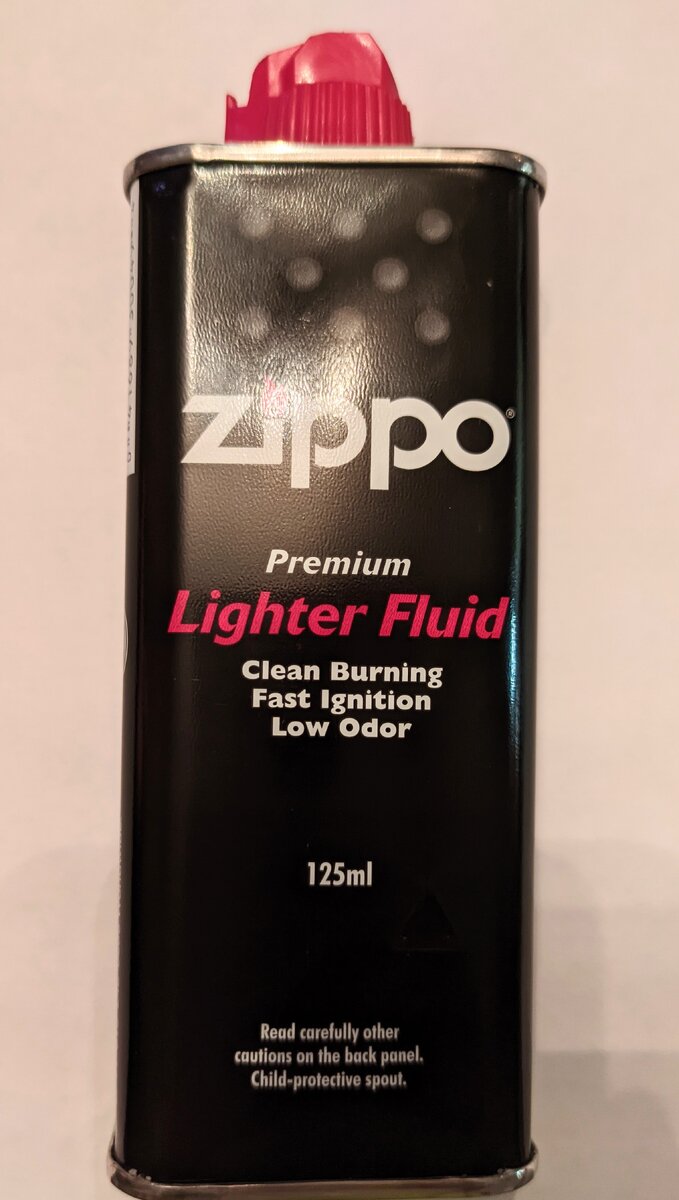 zippo®
Premium
Lighter Fluid
Clean Burning
Fast Ignition
Low Odor
125ml
Read carefully other
cautions on the back panel.
Child-protective spout.